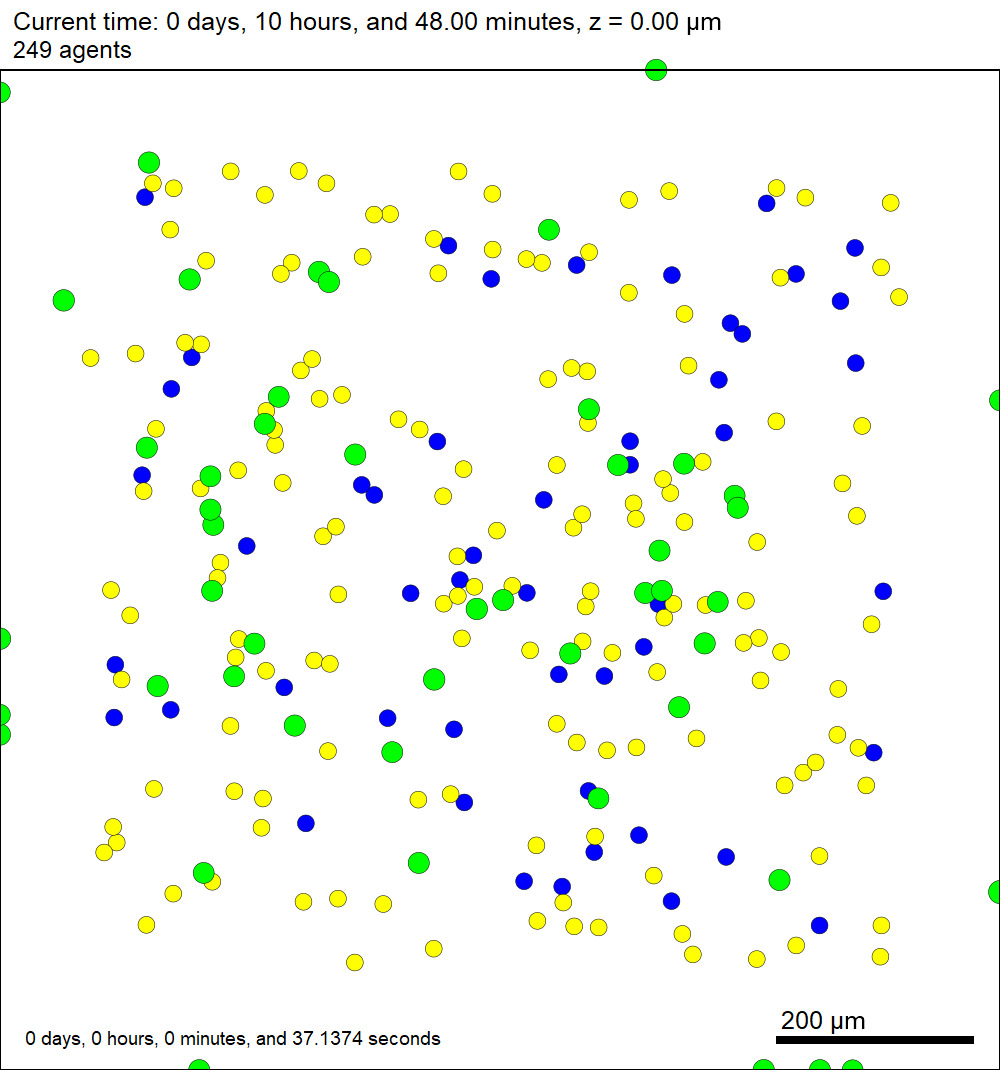 Current time: 0 days, 10 hours, and 48.00 minutes, z = 0.00 µm
249 agents
200 µm
0 days, 0 hours, 0 minutes, and 37.1374 seconds